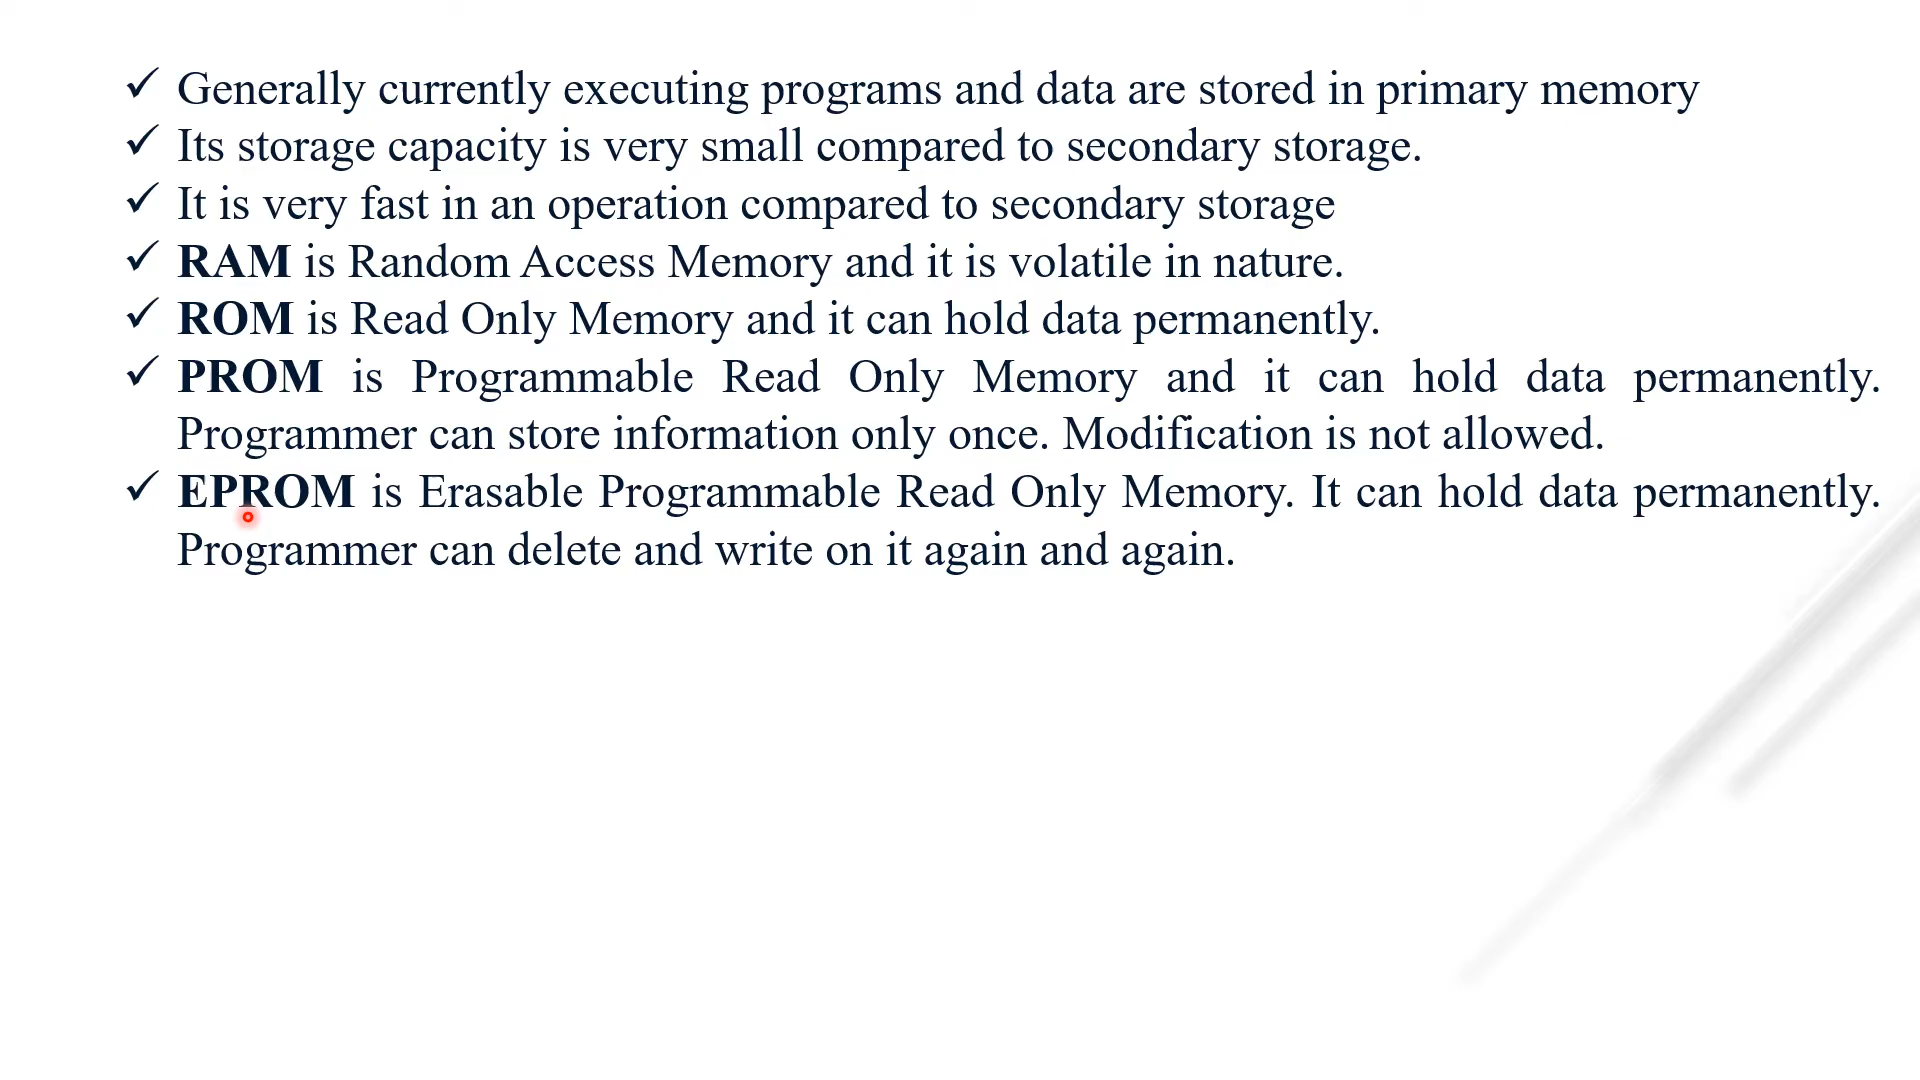 ✓ Generally currently executing programs and data are stored in primary memory
✓ Its storage capacity is very small compared to secondary storage.
✓ It is very fast in an operation compared to secondary storage
✓ RAM is Random Access Memory and it is volatile in nature.
✓ ROM is Read Only Memory and it can hold data permanently.
✓ PROM is Programmable Read Only Memory and it can hold data permanently.
Programmer can store information only once. Modification is not allowed.
✓ EPROM is Erasable Programmable Read Only Memory. It can hold data permanently.
Programmer can delete and write on it again and again.